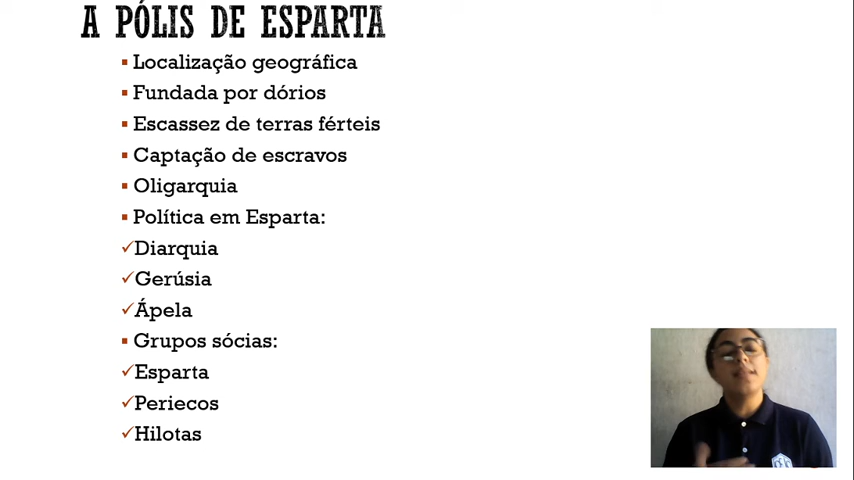 A PÓLIS DE ESPARTA
Localização geográfica
Fundada por dórios
Escassez de terras férteis
Captação de escravos
Oligarquia
Política em Esparta:
Diarquia
Gerúsia
Ápela
Grupos sócias:
Esparta
Periecos
Hilotas